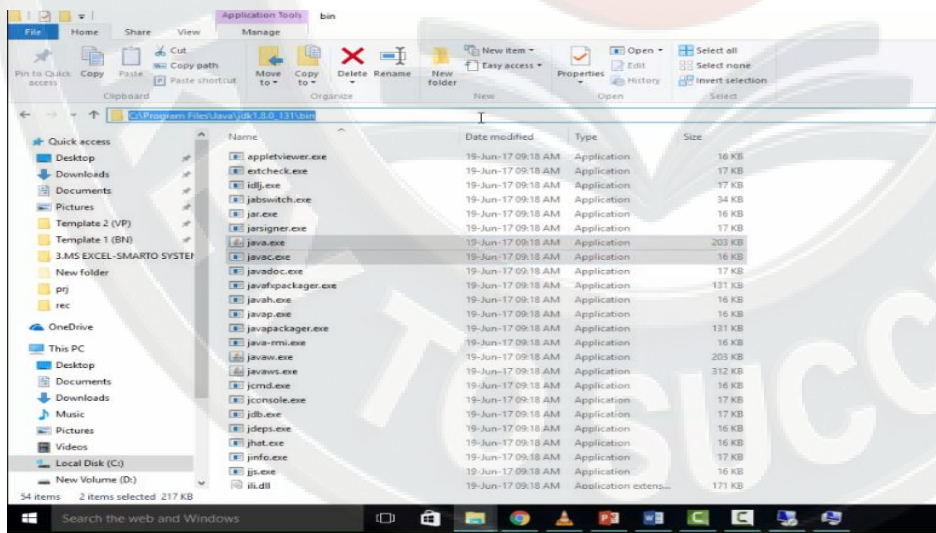 Application Tools bin
File Home Share View Manage
Pin to Quick access
Copy
Paste
Cut
Copy path
Paste shortcut
Clipboard
Move to
Copy to
Delete
Rename
Organize
New folder
New item
Easy access
New
Properties
Open
Edit
History
Open
Select all
Select none
Invert selection
Select
C:\Program Files\Java\jdk1.8.0_131\bin
Quick access
Desktop
Downloads
Documents
Pictures
Template 2 (VP)
Template 1 (BN)
3.MS EXCEL-SMARTO SYSTEM
New folder
prj
rec
OneDrive
This PC
Desktop
Documents
Downloads
Music
Pictures
Videos
Local Disk (C:)
New Volume (D:)
Name Date modified Type Size
appletviewer.exe 19-Jun-17 09:18 AM Application 16 KB
extcheck.exe 19-Jun-17 09:18 AM Application 17 KB
idlj.exe 19-Jun-17 09:18 AM Application 17 KB
jabswitch.exe 19-Jun-17 09:18 AM Application 34 KB
jar.exe 19-Jun-17 09:18 AM Application 16 KB
jarsigner.exe 19-Jun-17 09:18 AM Application 17 KB
java.exe 19-Jun-17 09:18 AM Application 203 KB
javac.exe 19-Jun-17 09:18 AM Application 16 KB
javadoc.exe 19-Jun-17 09:18 AM Application 17 KB
javafxpackager.exe 19-Jun-17 09:18 AM Application 131 KB
javah.exe 19-Jun-17 09:18 AM Application 16 KB
javap.exe 19-Jun-17 09:18 AM Application 16 KB
javapackager.exe 19-Jun-17 09:18 AM Application 131 KB
java-rmi.exe 19-Jun-17 09:18 AM Application 16 KB
javaw.exe 19-Jun-17 09:18 AM Application 203 KB
javaws.exe 19-Jun-17 09:18 AM Application 312 KB
jcmd.exe 19-Jun-17 09:18 AM Application 16 KB
jconsole.exe 19-Jun-17 09:18 AM Application 17 KB
jdb.exe 19-Jun-17 09:18 AM Application 17 KB
jdeps.exe 19-Jun-17 09:18 AM Application 16 KB
jhat.exe 19-Jun-17 09:18 AM Application 16 KB
jinfo.exe 19-Jun-17 09:18 AM Application 17 KB
jjs.exe 19-Jun-17 09:18 AM Application 16 KB
jli.dll 19-Jun-17 09:18 AM Application extens... 171 KB
54 items 2 items selected 217 KB
Search the web and Windows
TO SUCC